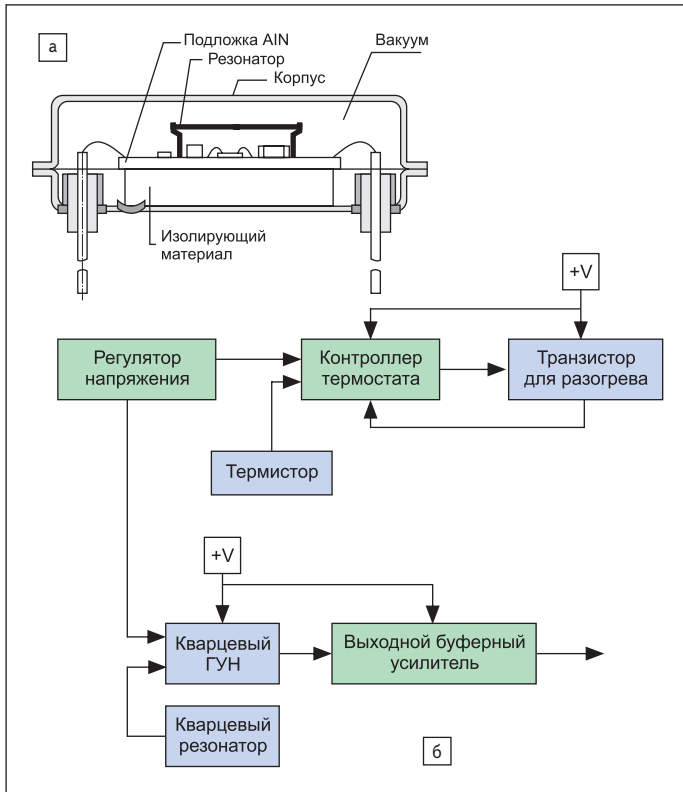 а
Подложка AlN
Резонатор
Корпус
Вакуум
Изолирующий
материал
+V
Регулятор
напряжения
Контроллер
термостата
Транзистор
для разогрева
Термистор
+V
Кварцевый
ГУН
Выходной буферный
усилитель
Кварцевый
резонатор
б